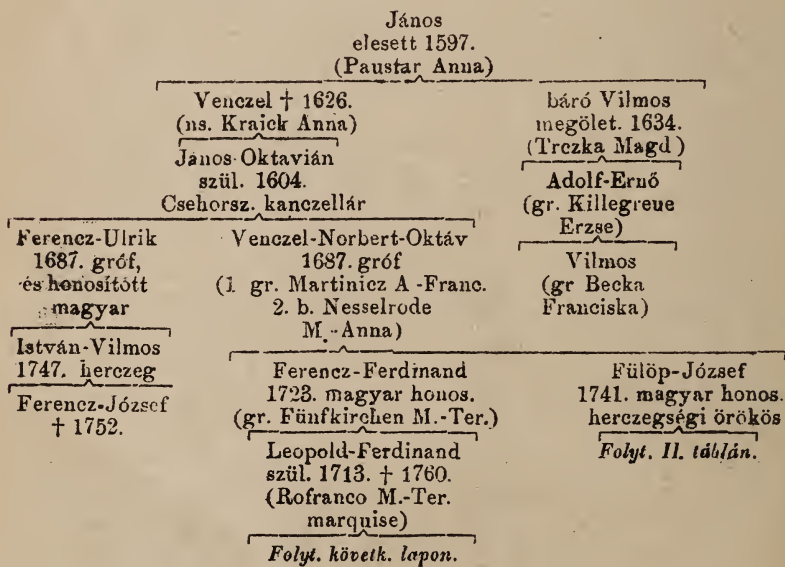 János
elesett 1597.
(Paustar Anna)
Venczel † 1626.
(ns. Kraick Anna)
János-Oktavián
szül. 1604.
Csehorsz. kanczellár
báró Vilmos
megölet. 1634.
(Trczka Magd)
Adolf-Ernő
(gr. Killegreue
Erzse)
Vilmos
(gr Becka
Franciska)
Ferencz-Ulrik
1687. gróf,
és honosított
magyar
István-Vilmos
1747. herczeg
Ferencz-József
† 1752.
Venczel-Norbert-Oktáv
1687. gróf
(1 gr. Martinicz A -Franc.
2. b. Nesselrode
M.-Anna)
Ferencz-Ferdinand
1723. magyar honos.
(gr. Fünfkirchen M.-Ter.)
Leopold-Ferdinand
szül. 1713. † 1760.
(Rofranco M.-Ter.
marquise)
Folyt. követk. lapon.
Fülöp-József
1741. magyar honos.
herczegségi örökös
Folyt. II. táblán.